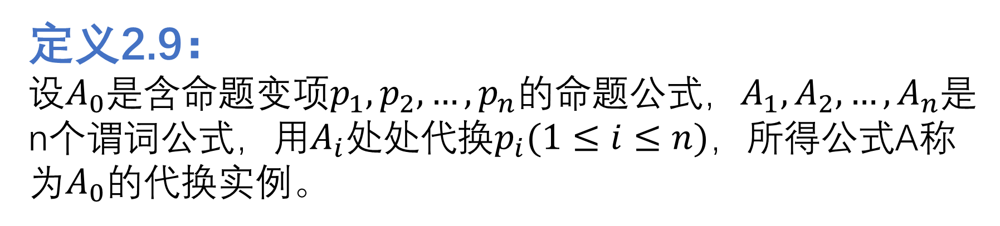 定义2.9：
设A₀是含命题变项p₁, p₂, … , pₙ的命题公式，A₁, A₂, … , Aₙ是
n个谓词公式，用Aᵢ处处代换pᵢ(1 ≤ i ≤ n)，所得公式A称
为A₀的代换实例。